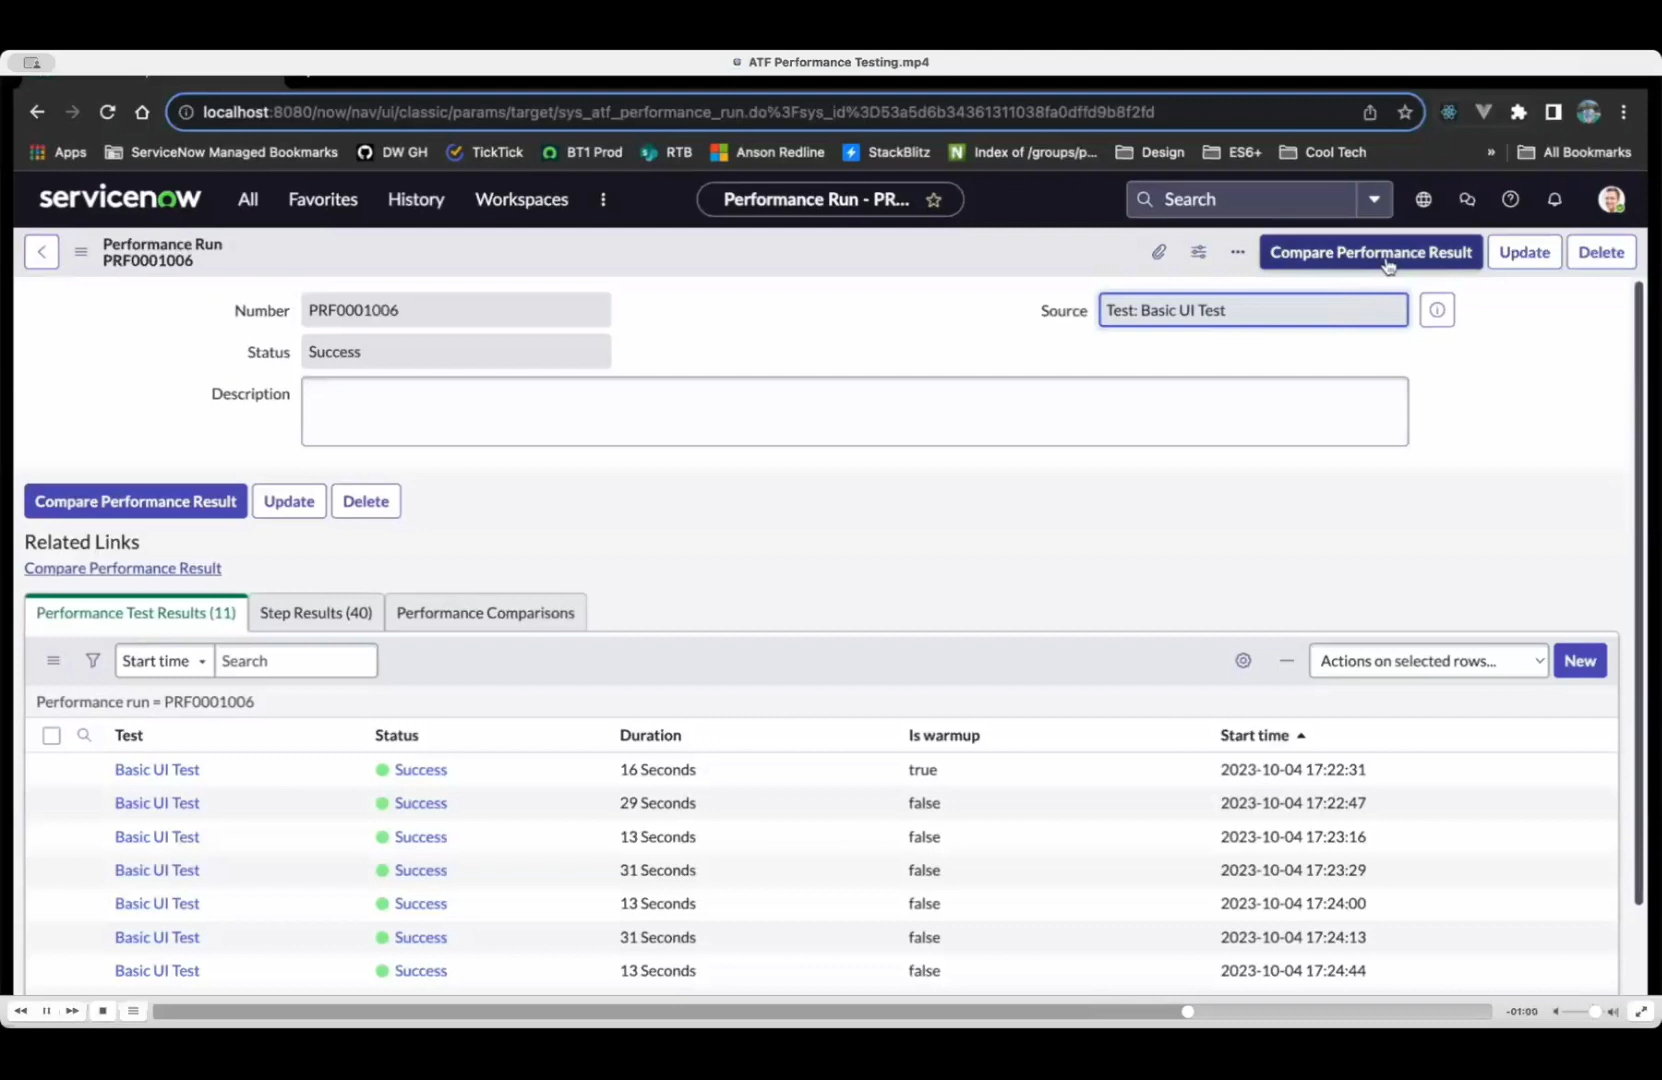 ATF Performance Testing.mp4
localhost:8080/now/nav/ui/classic/params/target/sys_atf_performance_run.do%3Fsys_id%3D53a5d6b34361311038fa0dffd9b8f2fd
Apps ServiceNow Managed Bookmarks DW GH TickTick BT1 Prod RTB Anson Redline StackBlitz Index of /groups/p... Design ES6+ Cool Tech » All Bookmarks
servicenow All Favorites History Workspaces Performance Run - PR... Search
Performance Run
PRF0001006
Compare Performance Result Update Delete
Number PRF0001006 Source Test: Basic UI Test
Status Success
Description
Compare Performance Result Update Delete
Related Links
Compare Performance Result
Performance Test Results (11) Step Results (40) Performance Comparisons
Start time Search Actions on selected rows... New
Performance run = PRF0001006
Test Status Duration Is warmup Start time
Basic UI Test Success 16 Seconds true 2023-10-04 17:22:31
Basic UI Test Success 29 Seconds false 2023-10-04 17:22:47
Basic UI Test Success 13 Seconds false 2023-10-04 17:23:16
Basic UI Test Success 31 Seconds false 2023-10-04 17:23:29
Basic UI Test Success 13 Seconds false 2023-10-04 17:24:00
Basic UI Test Success 31 Seconds false 2023-10-04 17:24:13
Basic UI Test Success 13 Seconds false 2023-10-04 17:24:44
-01:00